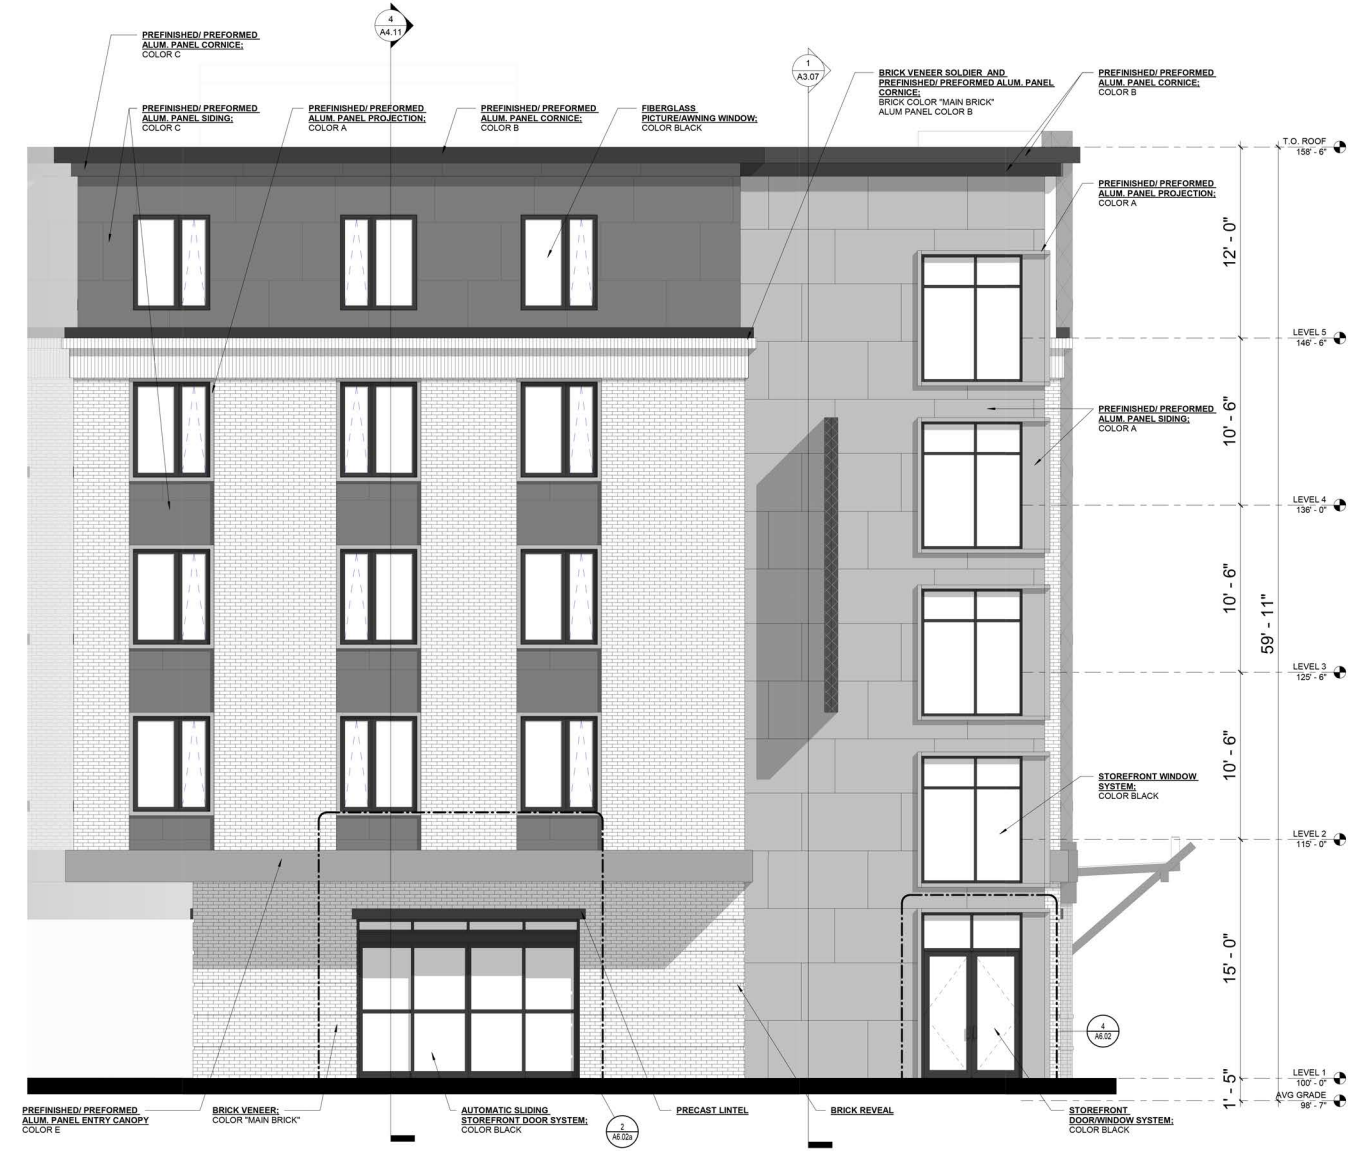 4
A4.11
PREFINISHED/ PREFORMED
ALUM. PANEL CORNICE;
COLOR C
1
A3.07
BRICK VENEER SOLDIER AND
PREFINISHED/ PREFORMED ALUM. PANEL
CORNICE;
BRICK COLOR "MAIN BRICK"
ALUM PANEL COLOR B
PREFINISHED/ PREFORMED
ALUM. PANEL CORNICE;
COLOR B
PREFINISHED/ PREFORMED
ALUM. PANEL SIDING;
COLOR C
PREFINISHED/ PREFORMED
ALUM. PANEL PROJECTION;
COLOR A
PREFINISHED/ PREFORMED
ALUM. PANEL CORNICE;
COLOR B
FIBERGLASS
PICTURE/AWNING WINDOW;
COLOR BLACK
T.O. ROOF
158' - 6"
PREFINISHED/ PREFORMED
ALUM. PANEL PROJECTION;
COLOR A
12' - 0"
LEVEL 5
146' - 6"
PREFINISHED/ PREFORMED
ALUM. PANEL SIDING;
COLOR A
10' - 6"
LEVEL 4
136' - 0"
10' - 6"
59' - 11"
LEVEL 3
125' - 6"
10' - 6"
STOREFRONT WINDOW
SYSTEM;
COLOR BLACK
LEVEL 2
115' - 0"
15' - 0"
4
A6.02
LEVEL 1
100' - 0"
1' - 5"
AVG GRADE
98' - 7"
PREFINISHED/ PREFORMED
ALUM. PANEL ENTRY CANOPY
COLOR E
BRICK VENEER;
COLOR "MAIN BRICK"
AUTOMATIC SLIDING
STOREFRONT DOOR SYSTEM;
COLOR BLACK
2
A6.02a
PRECAST LINTEL
BRICK REVEAL
STOREFRONT
DOOR/WINDOW SYSTEM;
COLOR BLACK